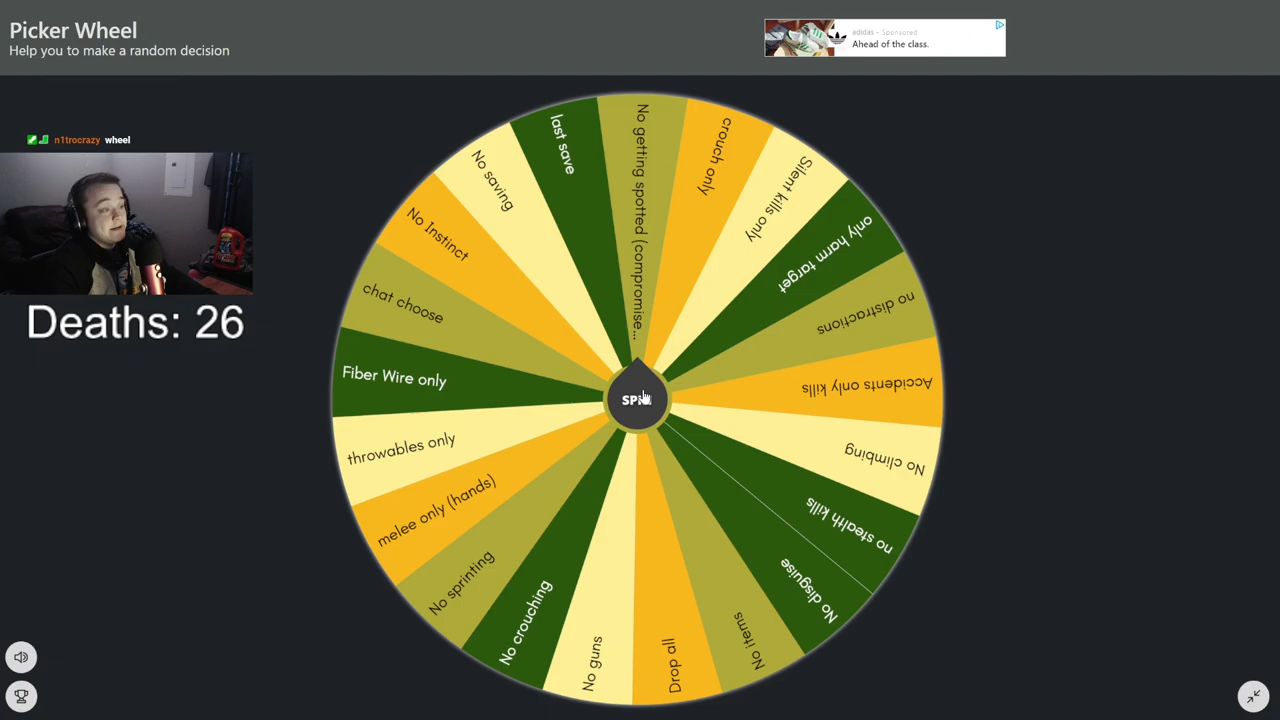 Picker Wheel
Help you to make a random decision
adidas - Sponsored
Ahead of the class.
n1trocrazy wheel
Deaths: 26
No getting spotted (compromise...
crouch only
Silent kills only
only harm target
no distractions
Accidents only kills
No climbing
no stealth kills
No disguise
No items
Drop all
No guns
No crouching
No sprinting
melee only (hands)
throwables only
Fiber Wire only
chat choose
No Instinct
No saving
last save